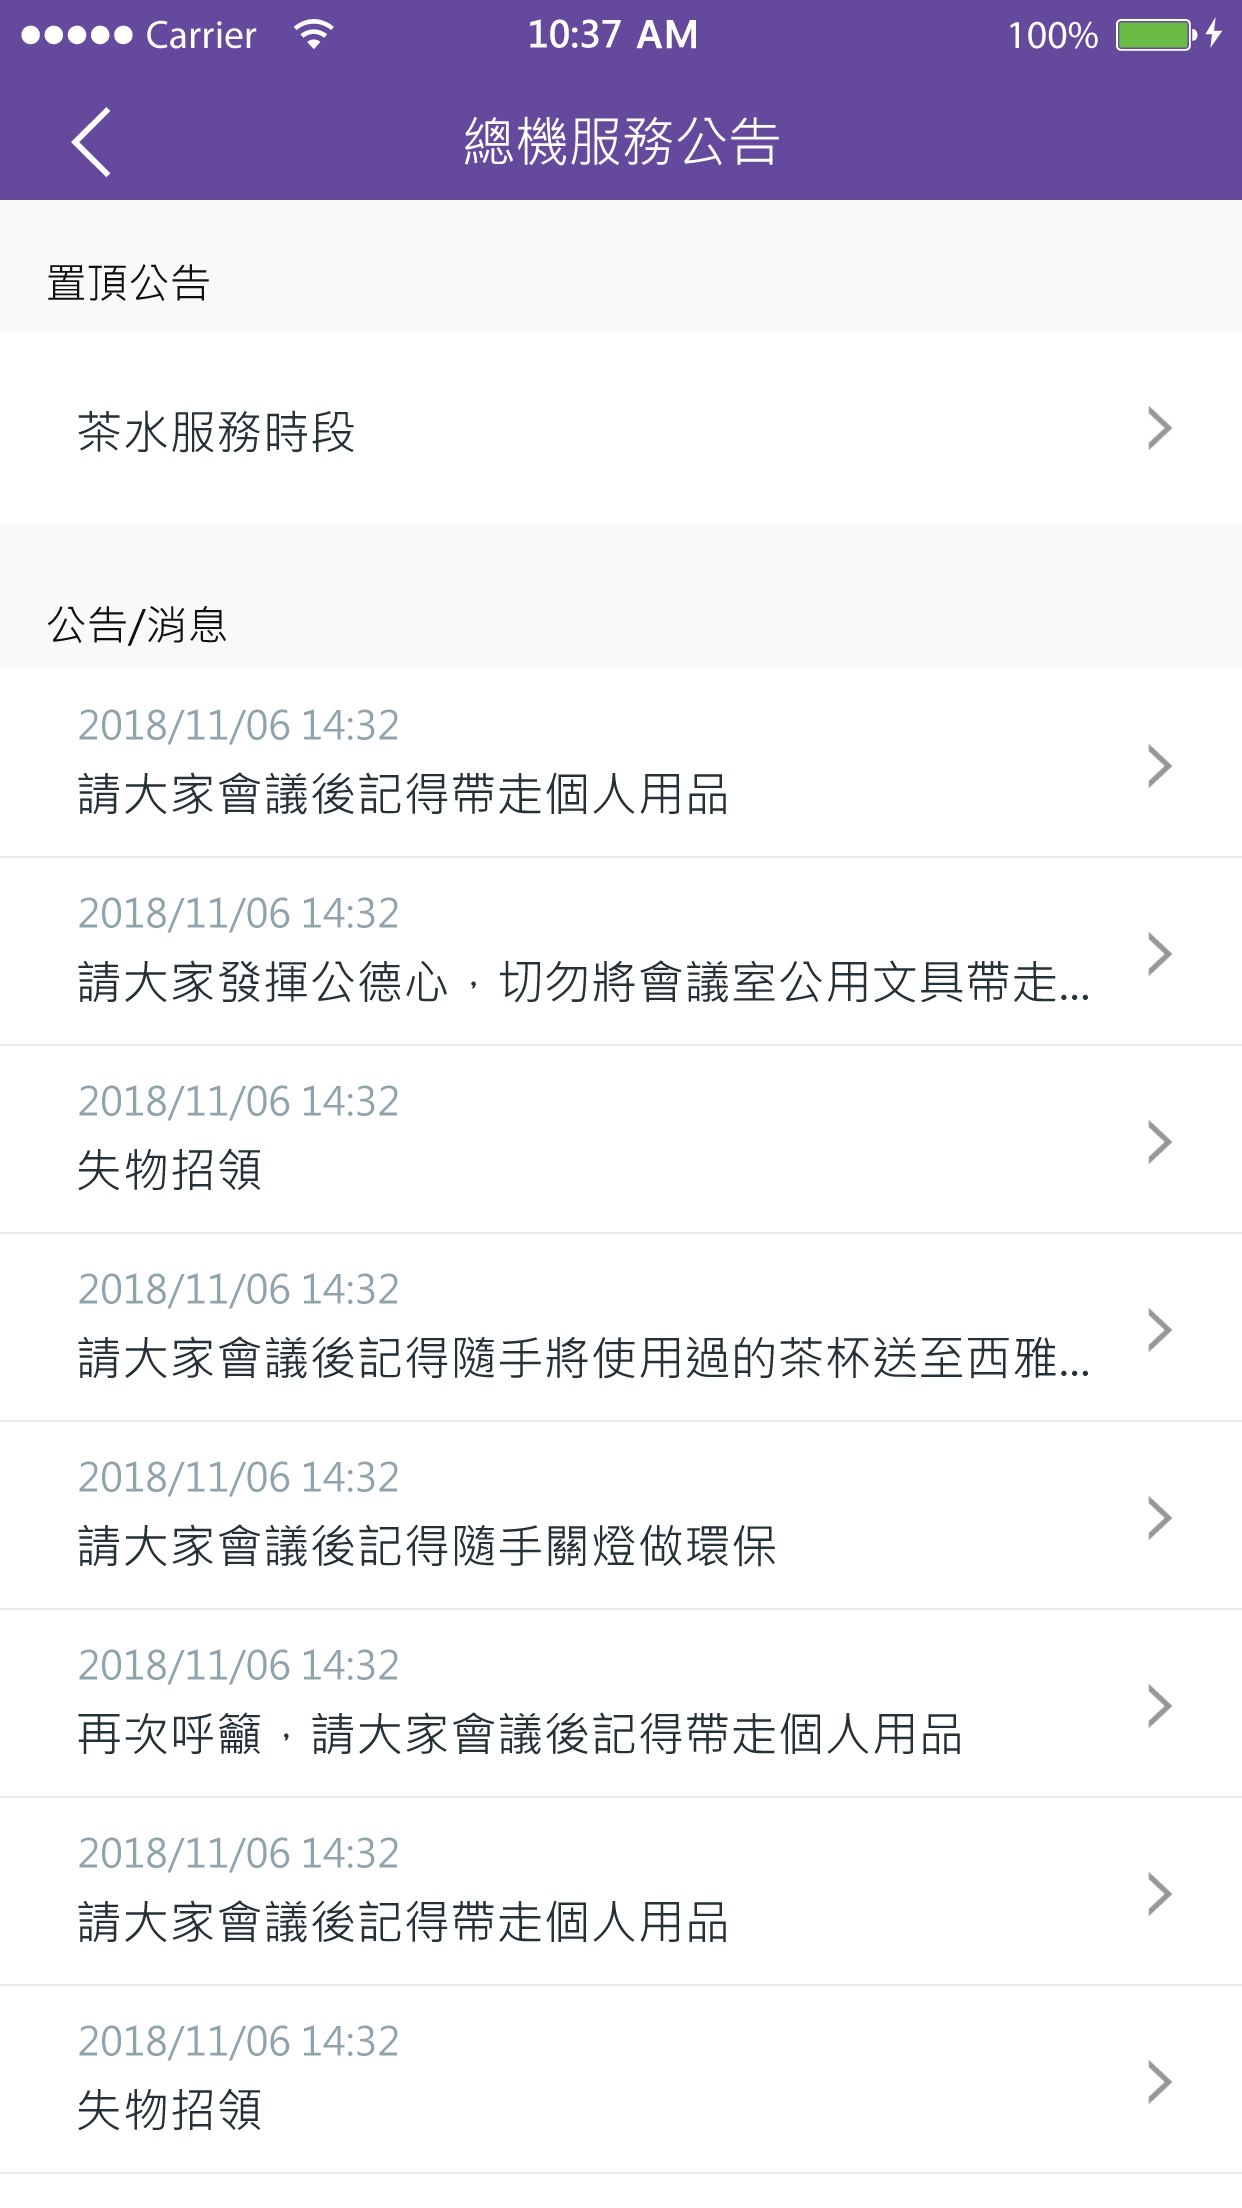 Carrier 10:37 AM 100%
總機服務公告
置頂公告
茶水服務時段
公告/消息
2018/11/06 14:32
請大家會議後記得帶走個人用品
2018/11/06 14:32
請大家發揮公德心，切勿將會議室公用文具帶走...
2018/11/06 14:32
失物招領
2018/11/06 14:32
請大家會議後記得隨手將使用過的茶杯送至西雅...
2018/11/06 14:32
請大家會議後記得隨手關燈做環保
2018/11/06 14:32
再次呼籲，請大家會議後記得帶走個人用品
2018/11/06 14:32
請大家會議後記得帶走個人用品
2018/11/06 14:32
失物招領